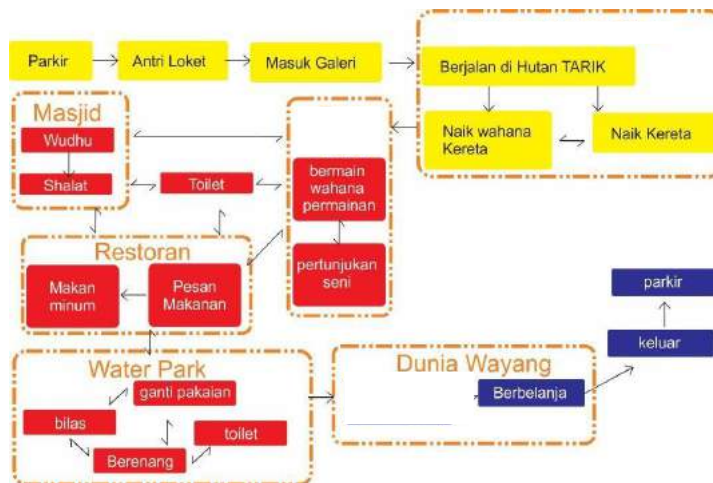 Parkir
Antri Loket
Masuk Galeri
Berjalan di Hutan TARIK
Naik wahana
Kereta
Naik Kereta
Masjid
Wudhu
Shalat
Toilet
bermain
wahana
permainan
pertunjukan
seni
Restoran
Makan
minum
Pesan
Makanan
Water Park
ganti pakaian
bilas
toilet
Berenang
Dunia Wayang
Berbelanja
keluar
parkir